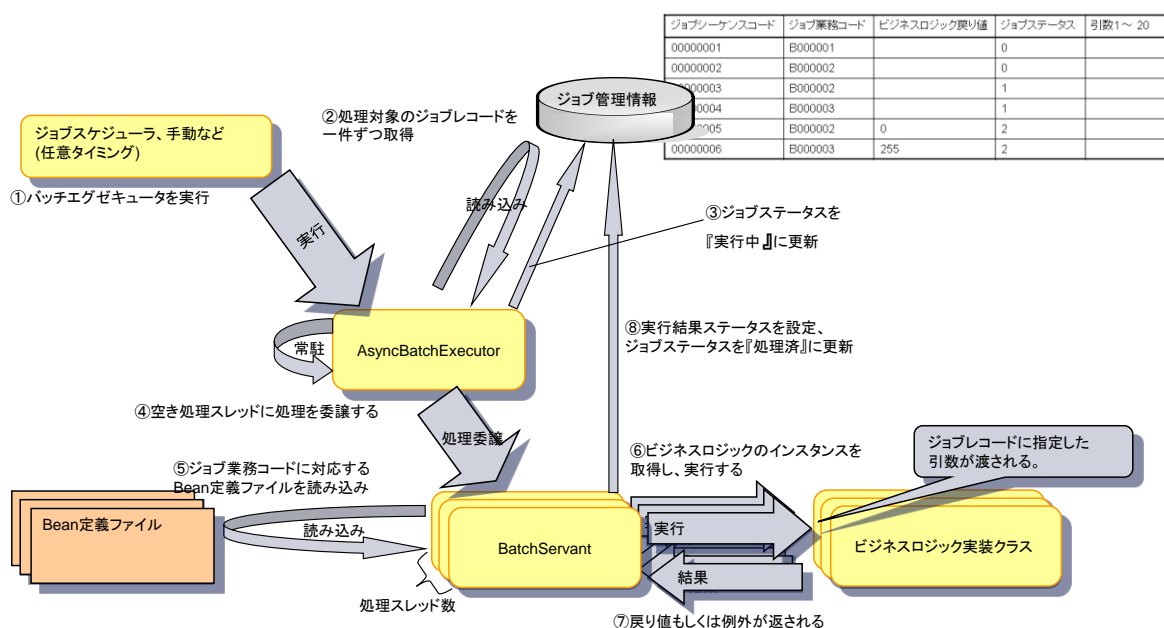 ジョブシーケンスコード ジョブ業務コード ビジネスロジック戻り値 ジョブステータス 引数1～ 20
00000001 B000001 0
00000002 B000002 0
0000003 B000002 1
00004 B000003 1
005 B000002 0 2
00000006 B000003 255 2
ジョブ管理情報
②処理対象のジョブレコードを
一件ずつ取得
ジョブスケジューラ、手動など
(任意タイミング)
①バッチエグゼキュータを実行
実行
読み込み
③ジョブステータスを
『実行中』に更新
常駐
AsyncBatchExecutor
⑧実行結果ステータスを設定、
ジョブステータスを『処理済』に更新
④空き処理スレッドに処理を委譲する
処理委譲
⑤ジョブ業務コードに対応する
Bean定義ファイルを読み込み
⑥ビジネスロジックのインスタンスを
取得し、実行する
ジョブレコードに指定した
引数が渡される。
Bean定義ファイル
読み込み
BatchServant
実行
結果
ビジネスロジック実装クラス
処理スレッド数
⑦戻り値もしくは例外が返される